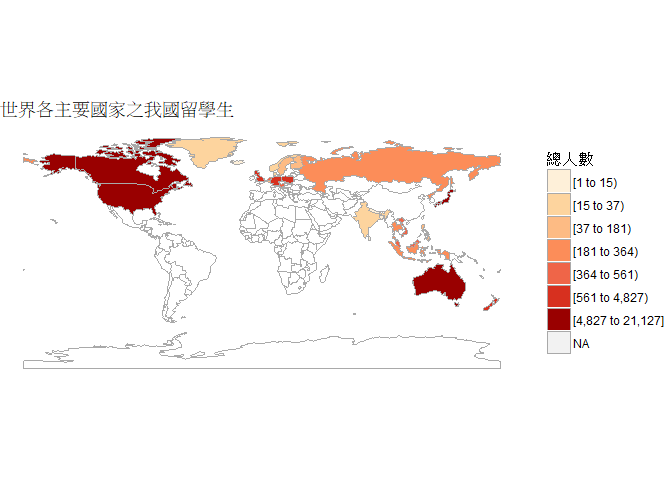 世界各主要國家之我國留學生
總人數
[1 to 15)
[15 to 37)
[37 to 181)
[181 to 364)
[364 to 561)
[561 to 4,827)
[4,827 to 21,127]
NA